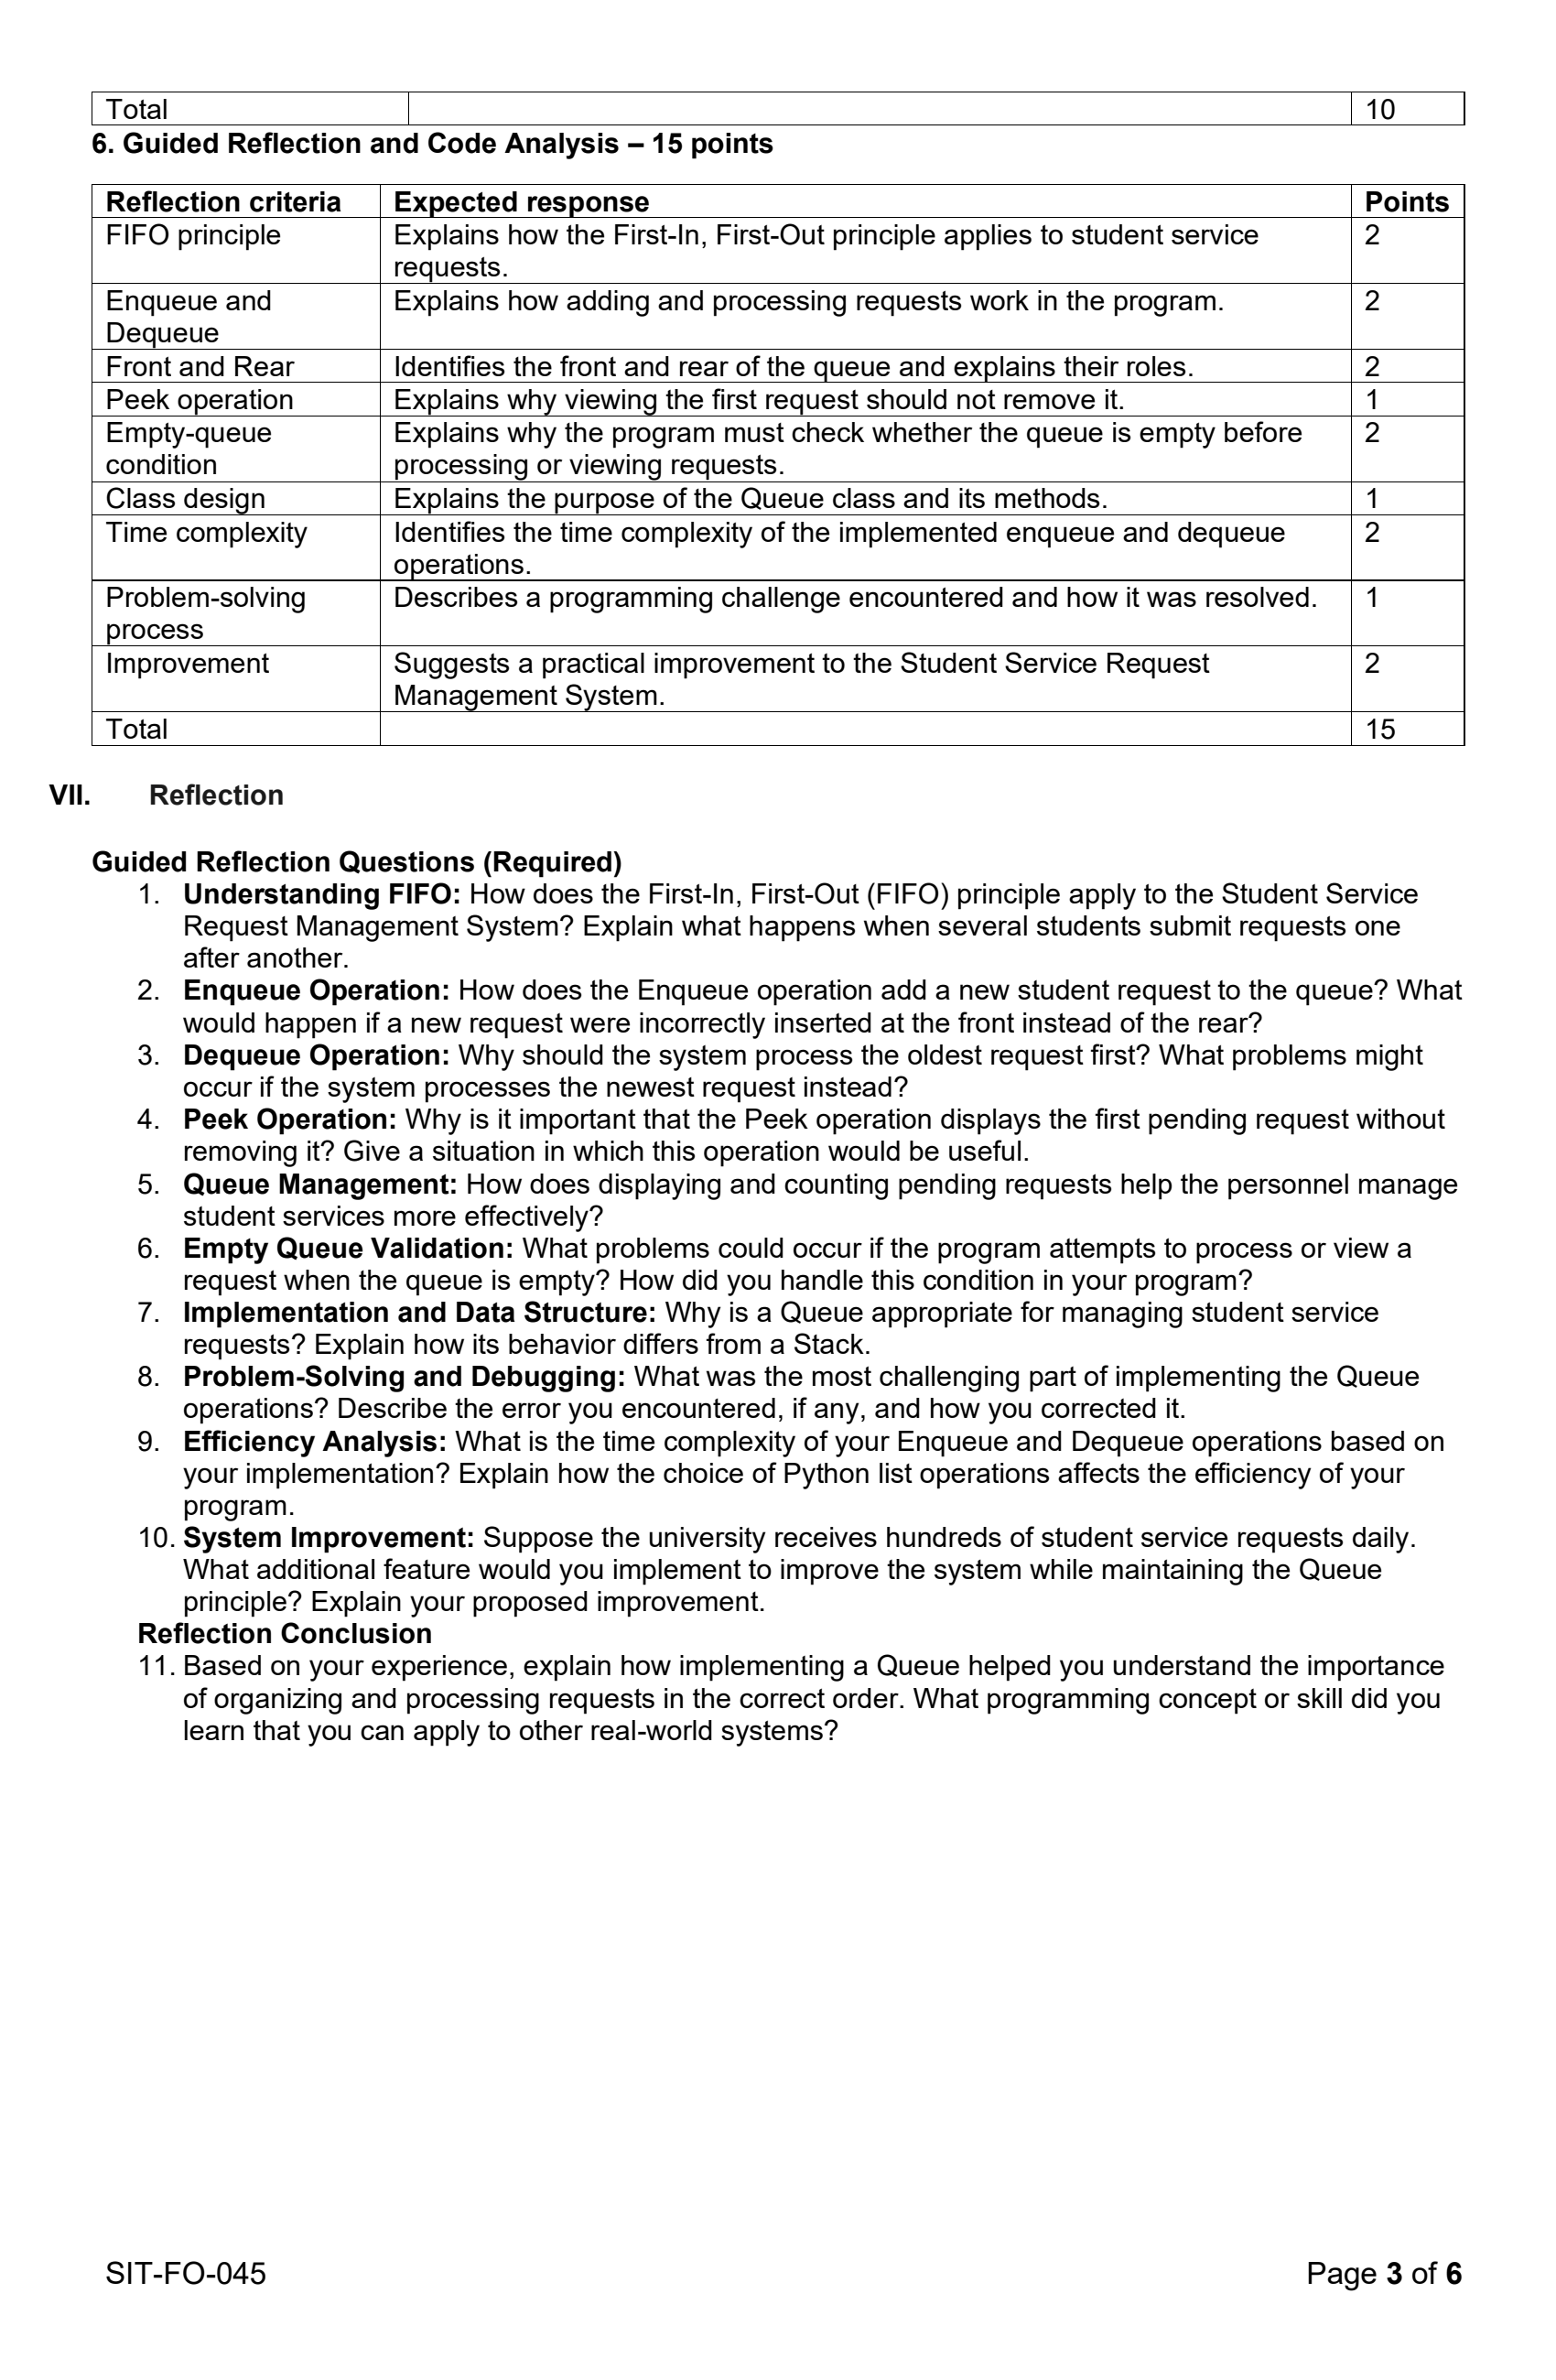 Total 10
6. Guided Reflection and Code Analysis – 15 points
Reflection criteria Expected response Points
FIFO principle Explains how the First-In, First-Out principle applies to student service 2
requests.
Enqueue and Explains how adding and processing requests work in the program. 2
Dequeue
Front and Rear Identifies the front and rear of the queue and explains their roles. 2
Peek operation Explains why viewing the first request should not remove it. 1
Empty-queue Explains why the program must check whether the queue is empty before 2
condition processing or viewing requests.
Class design Explains the purpose of the Queue class and its methods. 1
Time complexity Identifies the time complexity of the implemented enqueue and dequeue 2
operations.
Problem-solving Describes a programming challenge encountered and how it was resolved. 1
process
Improvement Suggests a practical improvement to the Student Service Request 2
Management System.
Total 15
VII. Reflection
Guided Reflection Questions (Required)
1. Understanding FIFO: How does the First-In, First-Out (FIFO) principle apply to the Student Service
Request Management System? Explain what happens when several students submit requests one
after another.
2. Enqueue Operation: How does the Enqueue operation add a new student request to the queue? What
would happen if a new request were incorrectly inserted at the front instead of the rear?
3. Dequeue Operation: Why should the system process the oldest request first? What problems might
occur if the system processes the newest request instead?
4. Peek Operation: Why is it important that the Peek operation displays the first pending request without
removing it? Give a situation in which this operation would be useful.
5. Queue Management: How does displaying and counting pending requests help the personnel manage
student services more effectively?
6. Empty Queue Validation: What problems could occur if the program attempts to process or view a
request when the queue is empty? How did you handle this condition in your program?
7. Implementation and Data Structure: Why is a Queue appropriate for managing student service
requests? Explain how its behavior differs from a Stack.
8. Problem-Solving and Debugging: What was the most challenging part of implementing the Queue
operations? Describe the error you encountered, if any, and how you corrected it.
9. Efficiency Analysis: What is the time complexity of your Enqueue and Dequeue operations based on
your implementation? Explain how the choice of Python list operations affects the efficiency of your
program.
10. System Improvement: Suppose the university receives hundreds of student service requests daily.
What additional feature would you implement to improve the system while maintaining the Queue
principle? Explain your proposed improvement.
Reflection Conclusion
11. Based on your experience, explain how implementing a Queue helped you understand the importance
of organizing and processing requests in the correct order. What programming concept or skill did you
learn that you can apply to other real-world systems?
SIT-FO-045 Page 3 of 6